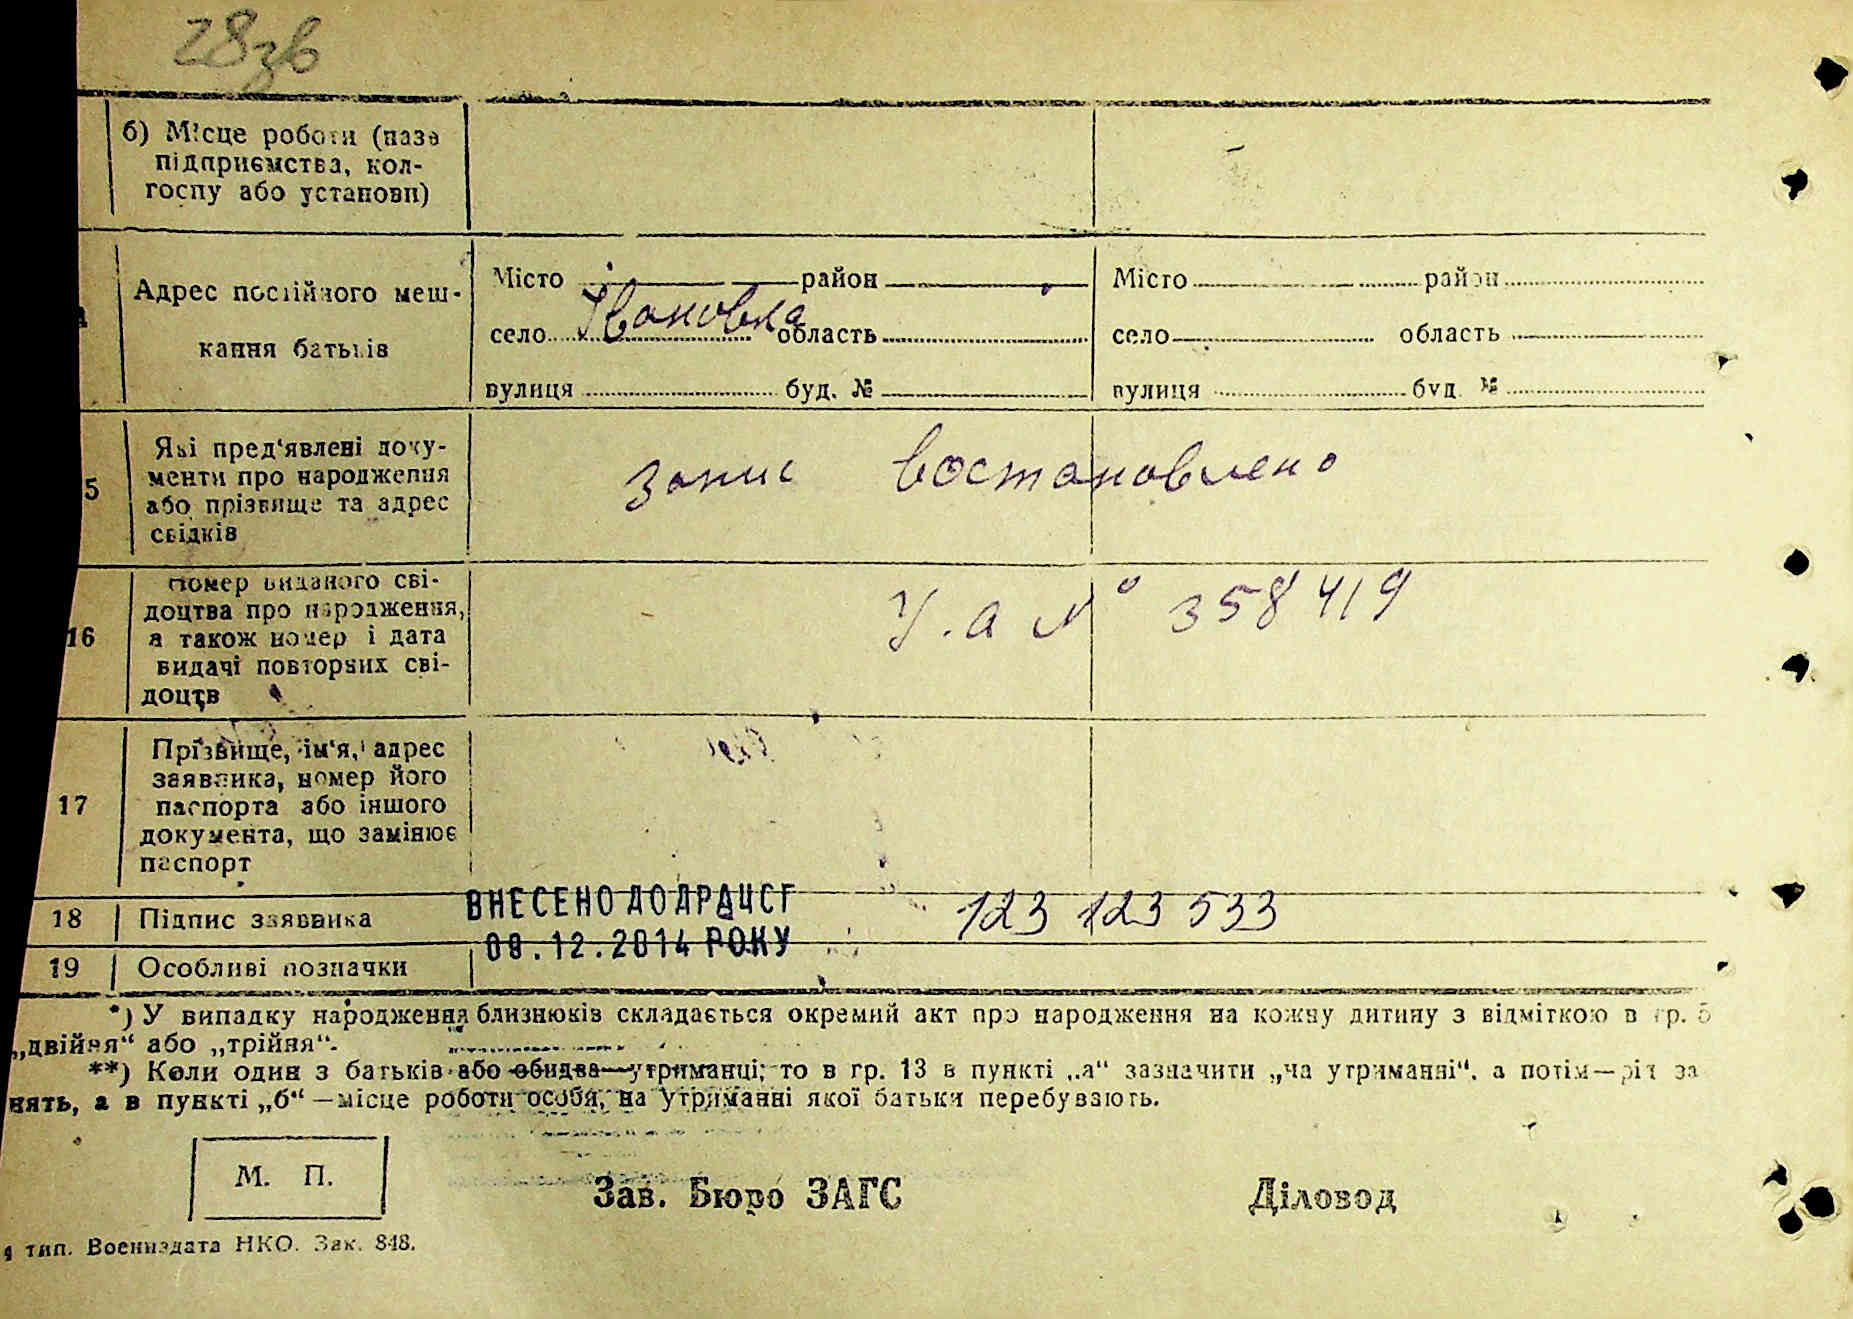 28зв
б) Місце роботи (назв
підприємства, кол-
госпу або установи)
Адрес постійного меш-
кання батьків
Місто район
село Івановка область
вулиця буд. №
Місто район
село область
вулиця буд. №
5 Які пред‘явлені доку-
менти про народження
або прізвище та адрес
свідків
запис востановлено
16 Номер виданого сві-
доцтва про народження,
а також номер і дата
видачі повторних сві-
доцтв
У.а № 358419
17 Прізвище, ім‘я, адрес
заявника, номер його
паспорта або іншого
документа, що замінює
паспорт
18 Підпис заявника
ВНЕСЕНО ДО ДРАЦСГ 123 123 533
09.12.2014 РОКУ
19 Особливі позначки
*) У випадку народження близнюків складається окремий акт про народження на кожну дитину з відміткою в гр. 5
„двійня“ або „трійня“.
**) Коли один з батьків або обидва—утриманці; то в гр. 13 в пункті „а“ зазначити „на утриманні“, а потім—рід за
нять, а в пункті „б“—місце роботи особи, на утриманні якої батьки перебувають.
М. П.
Зав. Бюро ЗАГС Діловод
4 тип. Воениздата НКО. Зак. 848.